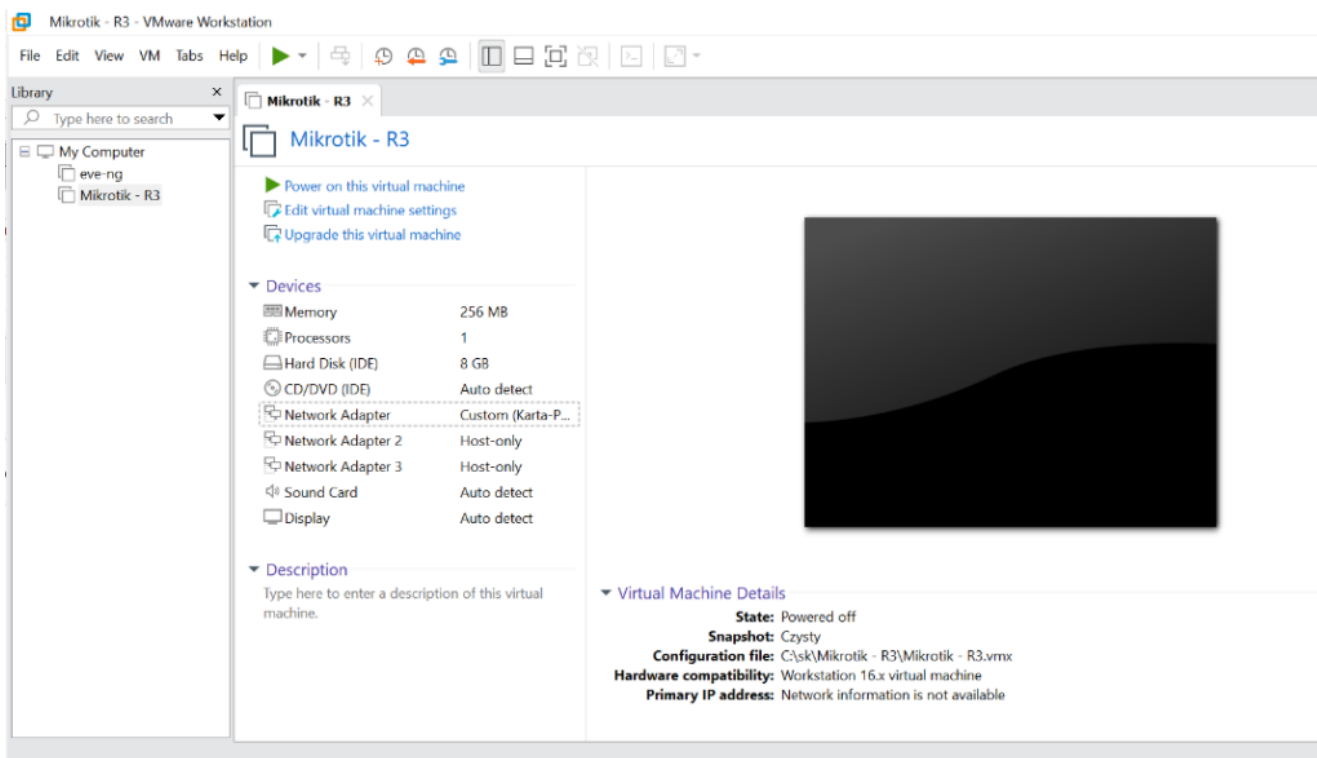 Mikrotik - R3 - VMware Workstation
File Edit View VM Tabs Help
Library
Type here to search
My Computer
eve-ng
Mikrotik - R3
Mikrotik - R3
Mikrotik - R3
Power on this virtual machine
Edit virtual machine settings
Upgrade this virtual machine
Devices
Memory 256 MB
Processors 1
Hard Disk (IDE) 8 GB
CD/DVD (IDE) Auto detect
Network Adapter Custom (Karta-P...
Network Adapter 2 Host-only
Network Adapter 3 Host-only
Sound Card Auto detect
Display Auto detect
Description
Type here to enter a description of this virtual
machine.
Virtual Machine Details
State: Powered off
Snapshot: Czysty
Configuration file: C:\sk\Mikrotik - R3\Mikrotik - R3.vmx
Hardware compatibility: Workstation 16.x virtual machine
Primary IP address: Network information is not available